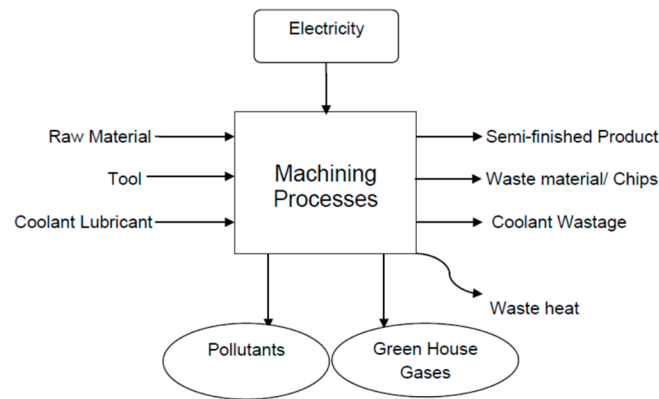 Electricity
Raw Material
Tool
Coolant Lubricant
Machining
Processes
Semi-finished Product
Waste material/ Chips
Coolant Wastage
Waste heat
Pollutants
Green House
Gases